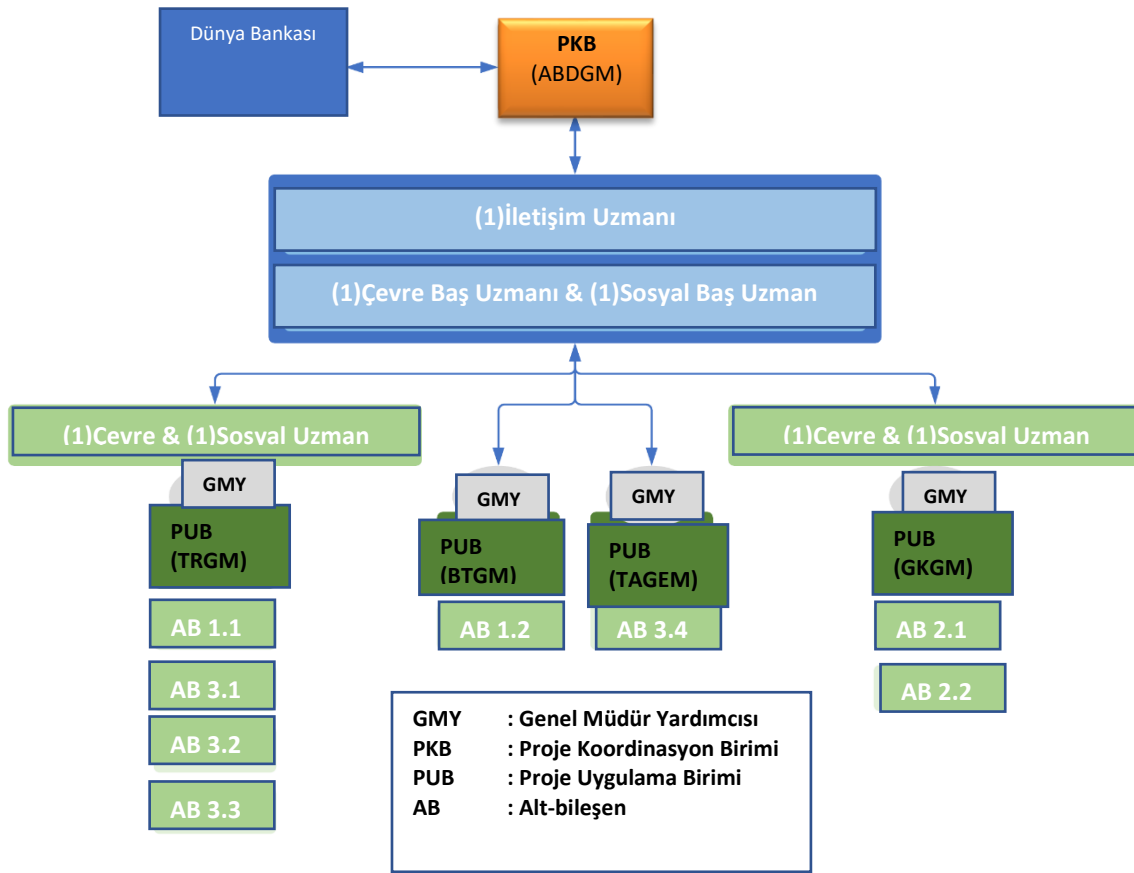 Dünya Bankası
PKB
(ABDGM)
(1)İletişim Uzmanı
(1)Çevre Baş Uzmanı & (1)Sosyal Baş Uzman
(1)Çevre & (1)Sosyal Uzman
(1)Çevre & (1)Sosyal Uzman
GMY
GMY
GMY
GMY
PUB
(TRGM)
PUB
(BTGM)
PUB
(TAGEM)
PUB
(GKGM)
AB 1.1
AB 1.2
AB 3.4
AB 2.1
AB 3.1
AB 2.2
AB 3.2
AB 3.3
GMY : Genel Müdür Yardımcısı
PKB : Proje Koordinasyon Birimi
PUB : Proje Uygulama Birimi
AB : Alt-bileşen